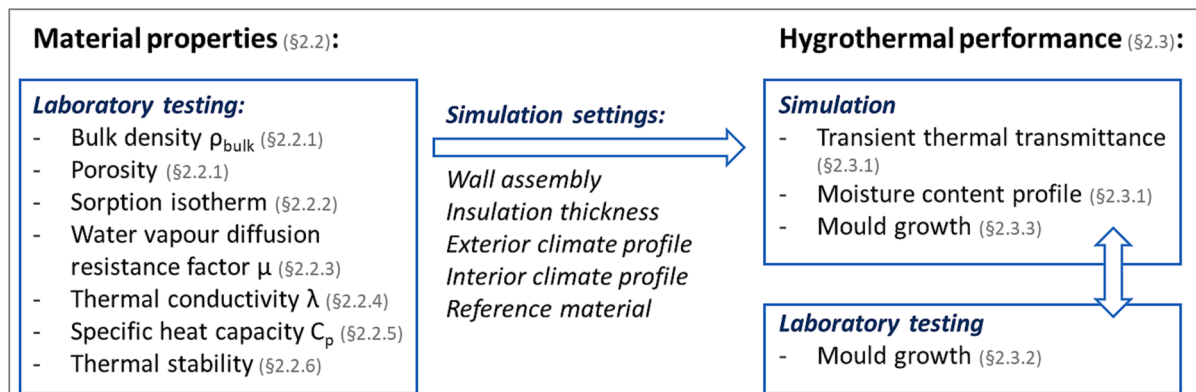 Material properties (§2.2):
Laboratory testing:
- Bulk density ρbulk (§2.2.1)
- Porosity (§2.2.1)
- Sorption isotherm (§2.2.2)
- Water vapour diffusion
resistance factor μ (§2.2.3)
- Thermal conductivity λ (§2.2.4)
- Specific heat capacity Cp (§2.2.5)
- Thermal stability (§2.2.6)
Simulation settings:
Wall assembly
Insulation thickness
Exterior climate profile
Interior climate profile
Reference material
Hygrothermal performance (§2.3):
Simulation
- Transient thermal transmittance
(§2.3.1)
- Moisture content profile (§2.3.1)
- Mould growth (§2.3.3)
Laboratory testing
- Mould growth (§2.3.2)